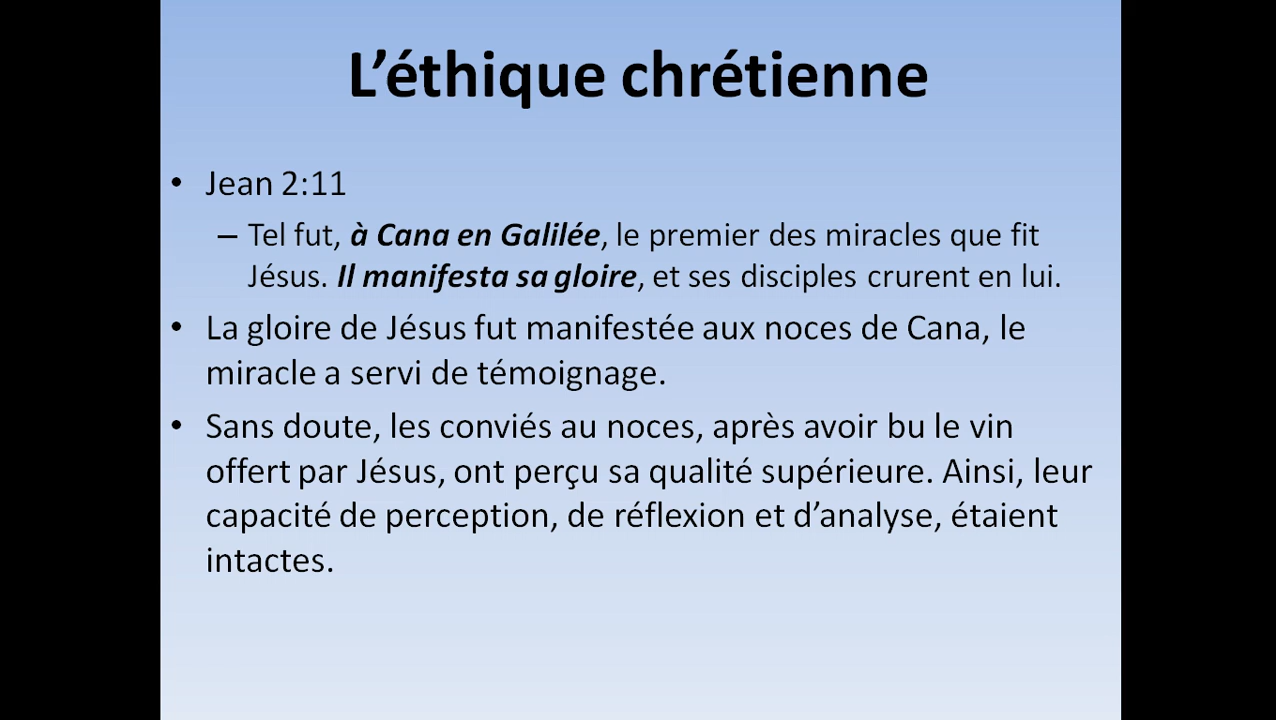 L’éthique chrétienne
• Jean 2:11
– Tel fut, à Cana en Galilée, le premier des miracles que fit
Jésus. Il manifesta sa gloire, et ses disciples crurent en lui.
• La gloire de Jésus fut manifestée aux noces de Cana, le
miracle a servi de témoignage.
• Sans doute, les conviés au noces, après avoir bu le vin
offert par Jésus, ont perçu sa qualité supérieure. Ainsi, leur
capacité de perception, de réflexion et d’analyse, étaient
intactes.